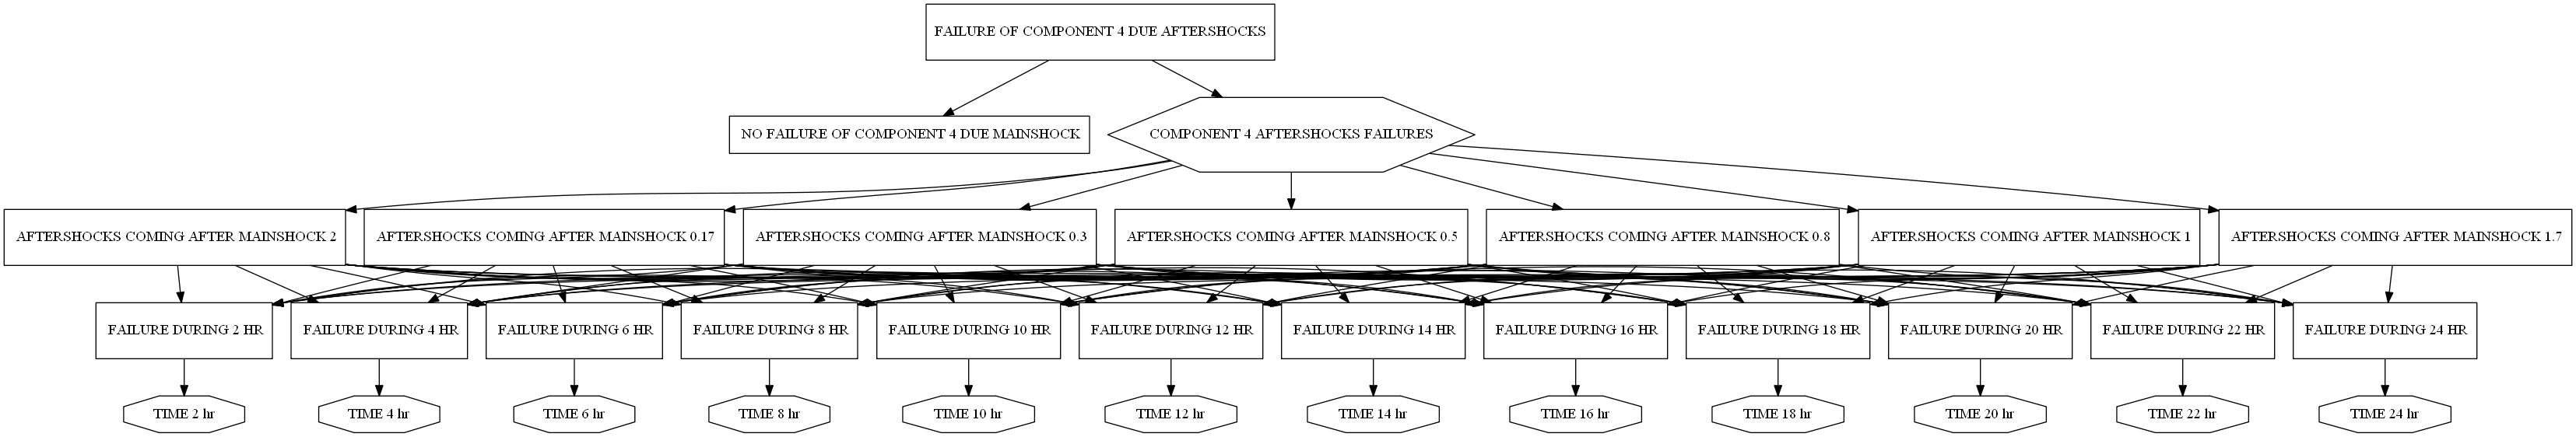 FAILURE OF COMPONENT 4 DUE AFTERSHOCKS
NO FAILURE OF COMPONENT 4 DUE MAINSHOCK
COMPONENT 4 AFTERSHOCKS FAILURES
AFTERSHOCKS COMING AFTER MAINSHOCK 2
AFTERSHOCKS COMING AFTER MAINSHOCK 0.17
AFTERSHOCKS COMING AFTER MAINSHOCK 0.3
AFTERSHOCKS COMING AFTER MAINSHOCK 0.5
AFTERSHOCKS COMING AFTER MAINSHOCK 0.8
AFTERSHOCKS COMING AFTER MAINSHOCK 1
AFTERSHOCKS COMING AFTER MAINSHOCK 1.7
FAILURE DURING 2 HR
FAILURE DURING 4 HR
FAILURE DURING 6 HR
FAILURE DURING 8 HR
FAILURE DURING 10 HR
FAILURE DURING 12 HR
FAILURE DURING 14 HR
FAILURE DURING 16 HR
FAILURE DURING 18 HR
FAILURE DURING 20 HR
FAILURE DURING 22 HR
FAILURE DURING 24 HR
TIME 2 hr
TIME 4 hr
TIME 6 hr
TIME 8 hr
TIME 10 hr
TIME 12 hr
TIME 14 hr
TIME 16 hr
TIME 18 hr
TIME 20 hr
TIME 22 hr
TIME 24 hr